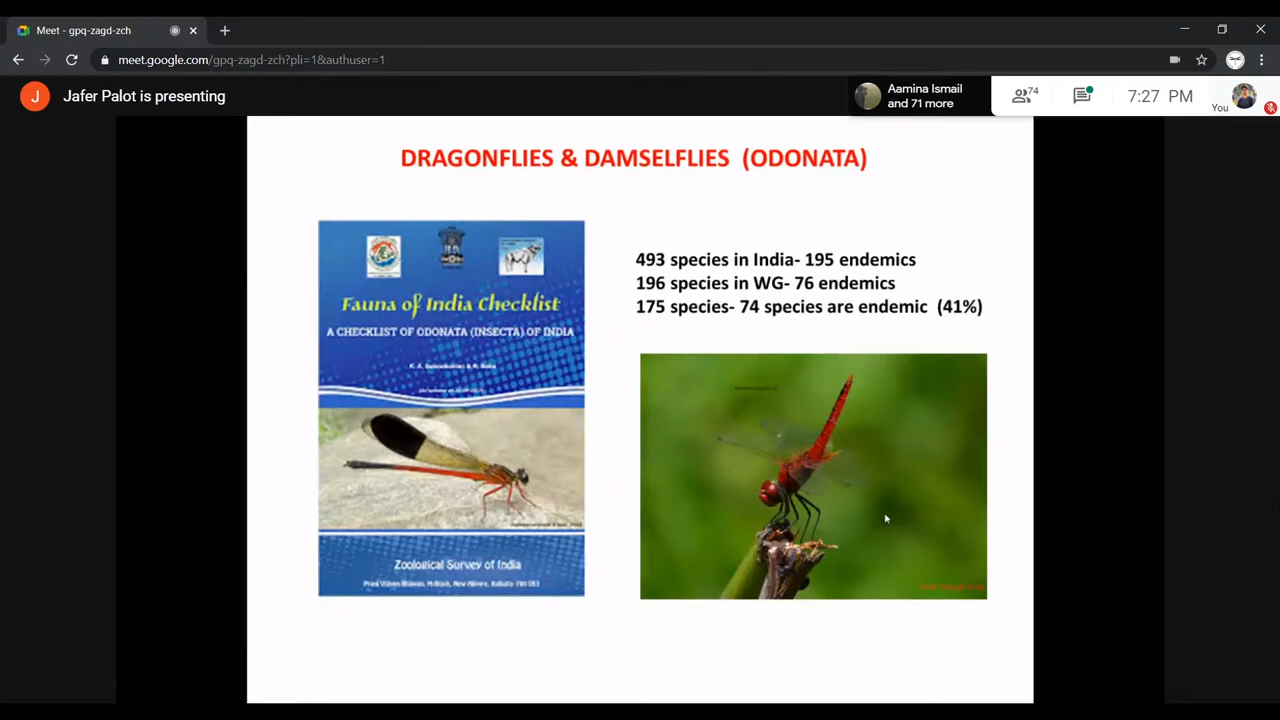 Meet - gpq-zagd-zch
meet.google.com/gpq-zagd-zch?pli=1&authuser=1
J
Jafer Palot is presenting
Aamina Ismail
and 71 more
74
7:27 PM
You
DRAGONFLIES & DAMSELFLIES (ODONATA)
Fauna of India Checklist
A CHECKLIST OF ODONATA (INSECTA) OF INDIA
Zoological Survey of India
493 species in India- 195 endemics
196 species in WG- 76 endemics
175 species- 74 species are endemic (41%)